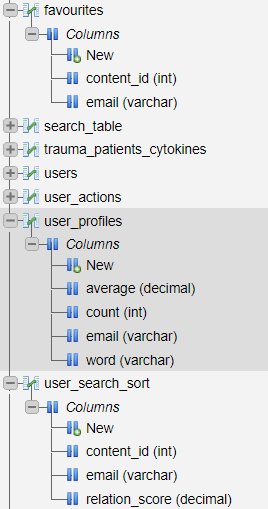 favourites
Columns
New
content_id (int)
email (varchar)
search_table
trauma_patients_cytokines
users
user_actions
user_profiles
Columns
New
average (decimal)
count (int)
email (varchar)
word (varchar)
user_search_sort
Columns
New
content_id (int)
email (varchar)
relation_score (decimal)